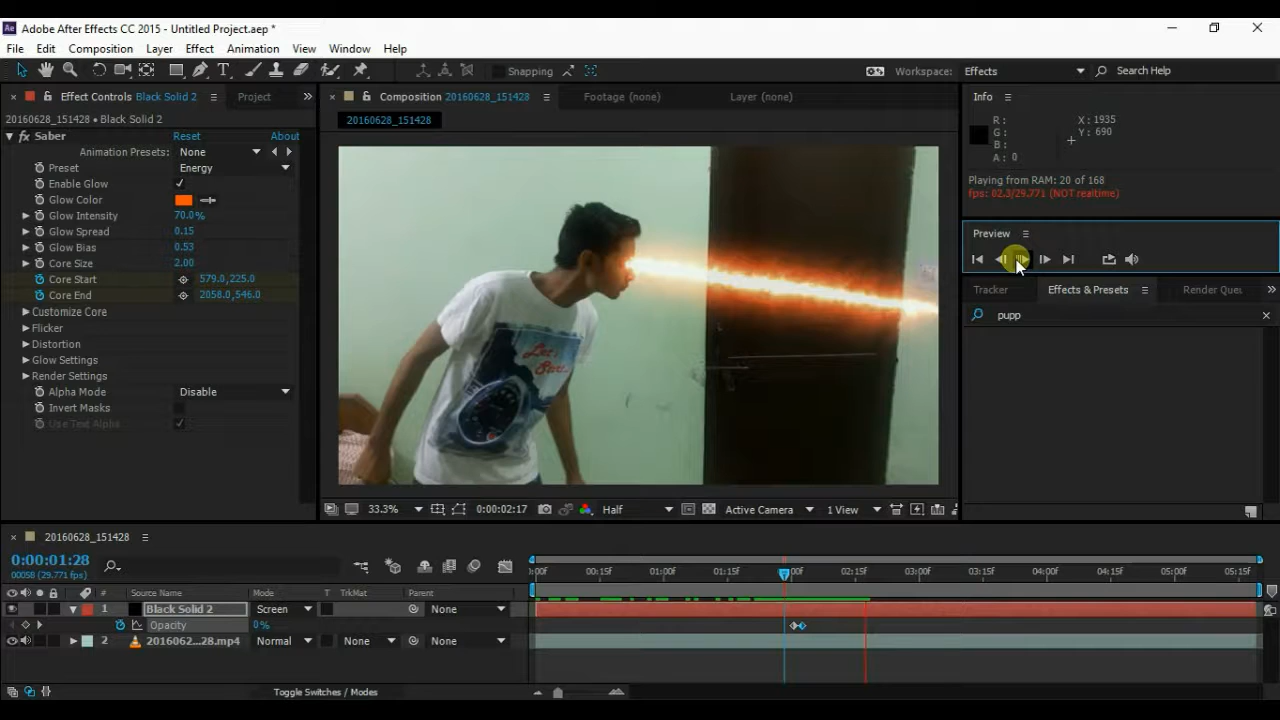 Adobe After Effects CC 2015 - Untitled Project.aep *
File Edit Composition Layer Effect Animation View Window Help
Snapping Workspace: Effects Search Help
Effect Controls Black Solid 2 Project
20160628_151428 • Black Solid 2
fx Saber Reset About
Animation Presets: None
Preset Energy
Enable Glow
Glow Color
Glow Intensity 70.0%
Glow Spread 0.15
Glow Bias 0.53
Core Size 2.00
Core Start 579.0,225.0
Core End 2058.0,546.0
Customize Core
Flicker
Distortion
Glow Settings
Render Settings
Alpha Mode Disable
Invert Masks
Use Text Alpha
Composition 20160628_151428 Footage (none) Layer (none)
20160628_151428
33.3% 0:00:02:17 Half Active Camera 1 View
Info
R : X : 1935
G : Y : 690
B :
A : 0
Playing from RAM: 20 of 168
fps: 82.3/29.771 (NOT realtime)
Preview
Tracker Effects & Presets Render Queu
pupp
20160628_151428
0:00:01:28
00058 (29.771 fps)
# Source Name Mode T TrkMat Parent
1 Black Solid 2 Screen None
Opacity 0%
2 2016062...28.mp4 Normal None None
:00f 00:15f 01:00f 01:15f 00f 02:15f 03:00f 03:15f 04:00f 04:15f 05:00f 05:15f
Toggle Switches / Modes